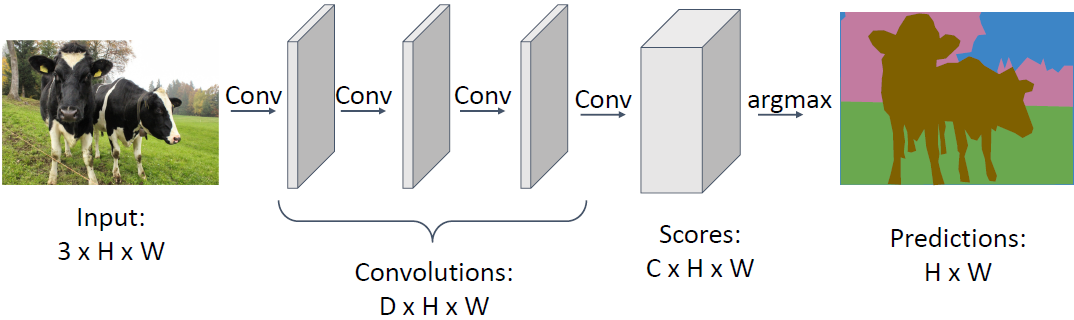 Conv
Conv
Conv
Conv
argmax
Input:
3 x H x W
Convolutions:
D x H x W
Scores:
C x H x W
Predictions:
H x W